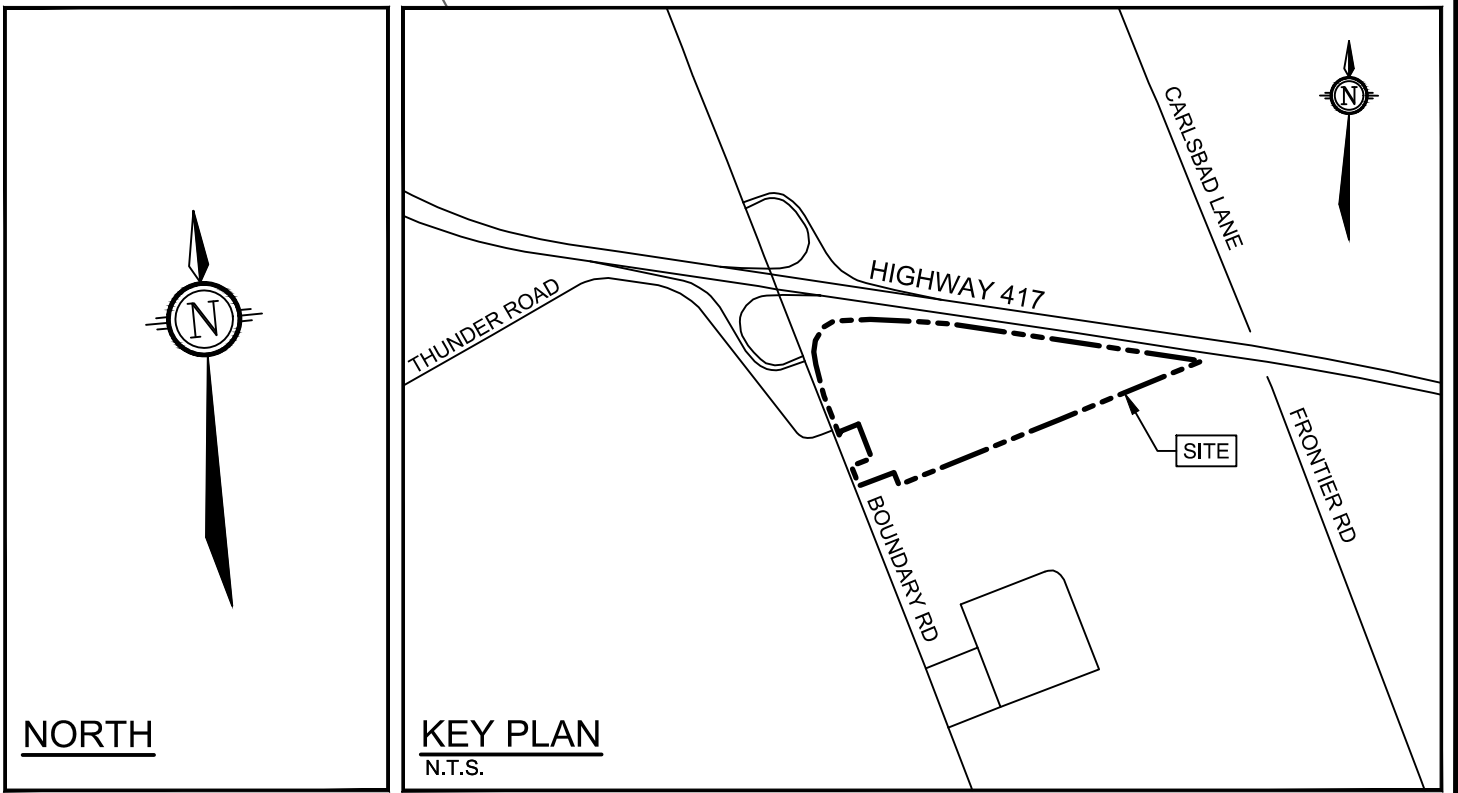 N
NORTH
N
CARLSBAD LANE
HIGHWAY 417
THUNDER ROAD
SITE
FRONTIER RD
BOUNDARY RD
KEY PLAN
N.T.S.